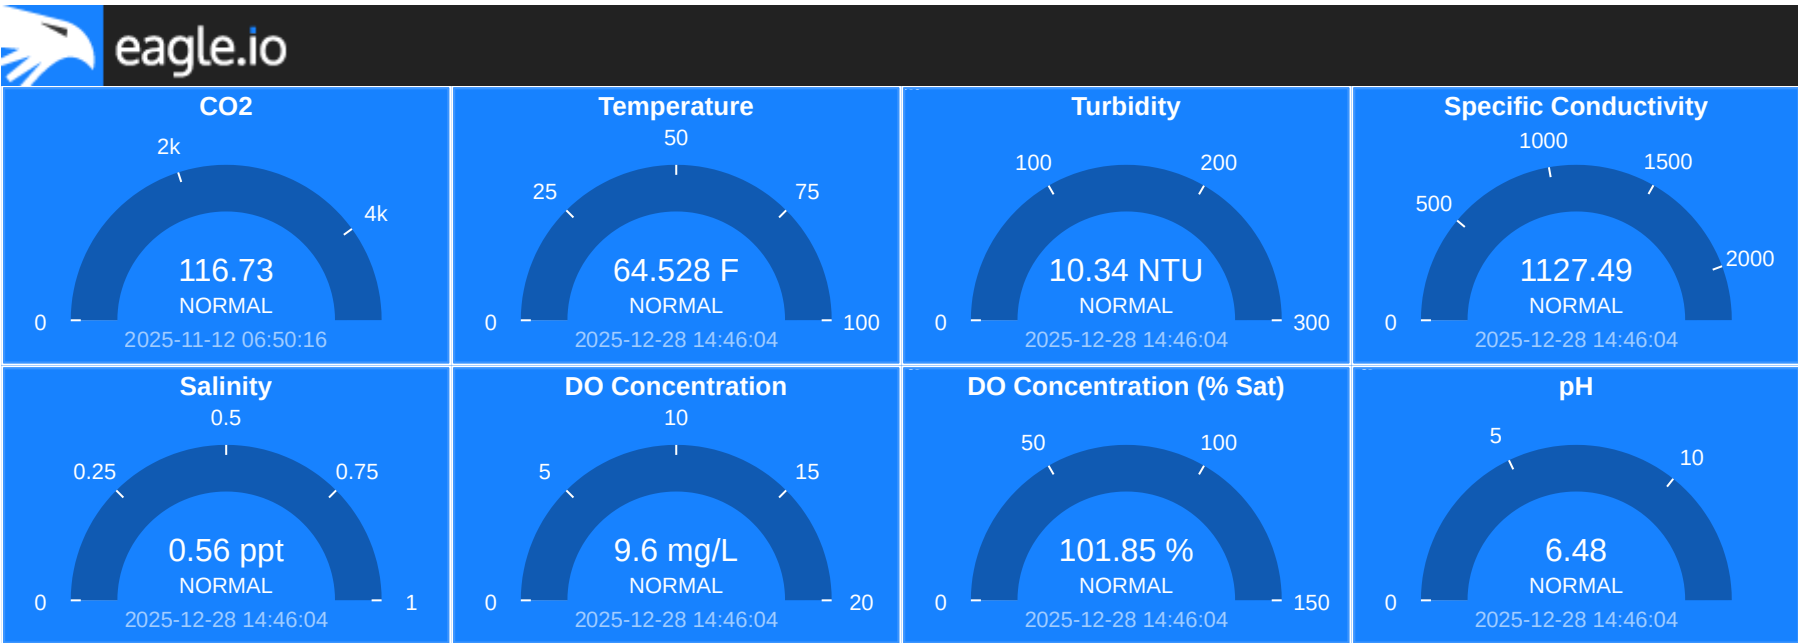 eagle.io
CO2
2k
4k
0
116.73
NORMAL
2025-11-12 06:50:16
Temperature
50
25
75
0
100
64.528 F
NORMAL
2025-12-28 14:46:04
Turbidity
100
200
0
300
10.34 NTU
NORMAL
2025-12-28 14:46:04
Specific Conductivity
1000
1500
500
2000
0
1127.49
NORMAL
2025-12-28 14:46:04
Salinity
0.5
0.25
0.75
0
1
0.56 ppt
NORMAL
2025-12-28 14:46:04
DO Concentration
10
5
15
0
20
9.6 mg/L
NORMAL
2025-12-28 14:46:04
DO Concentration (% Sat)
50
100
0
150
101.85 %
NORMAL
2025-12-28 14:46:04
pH
5
10
0
6.48
NORMAL
2025-12-28 14:46:04